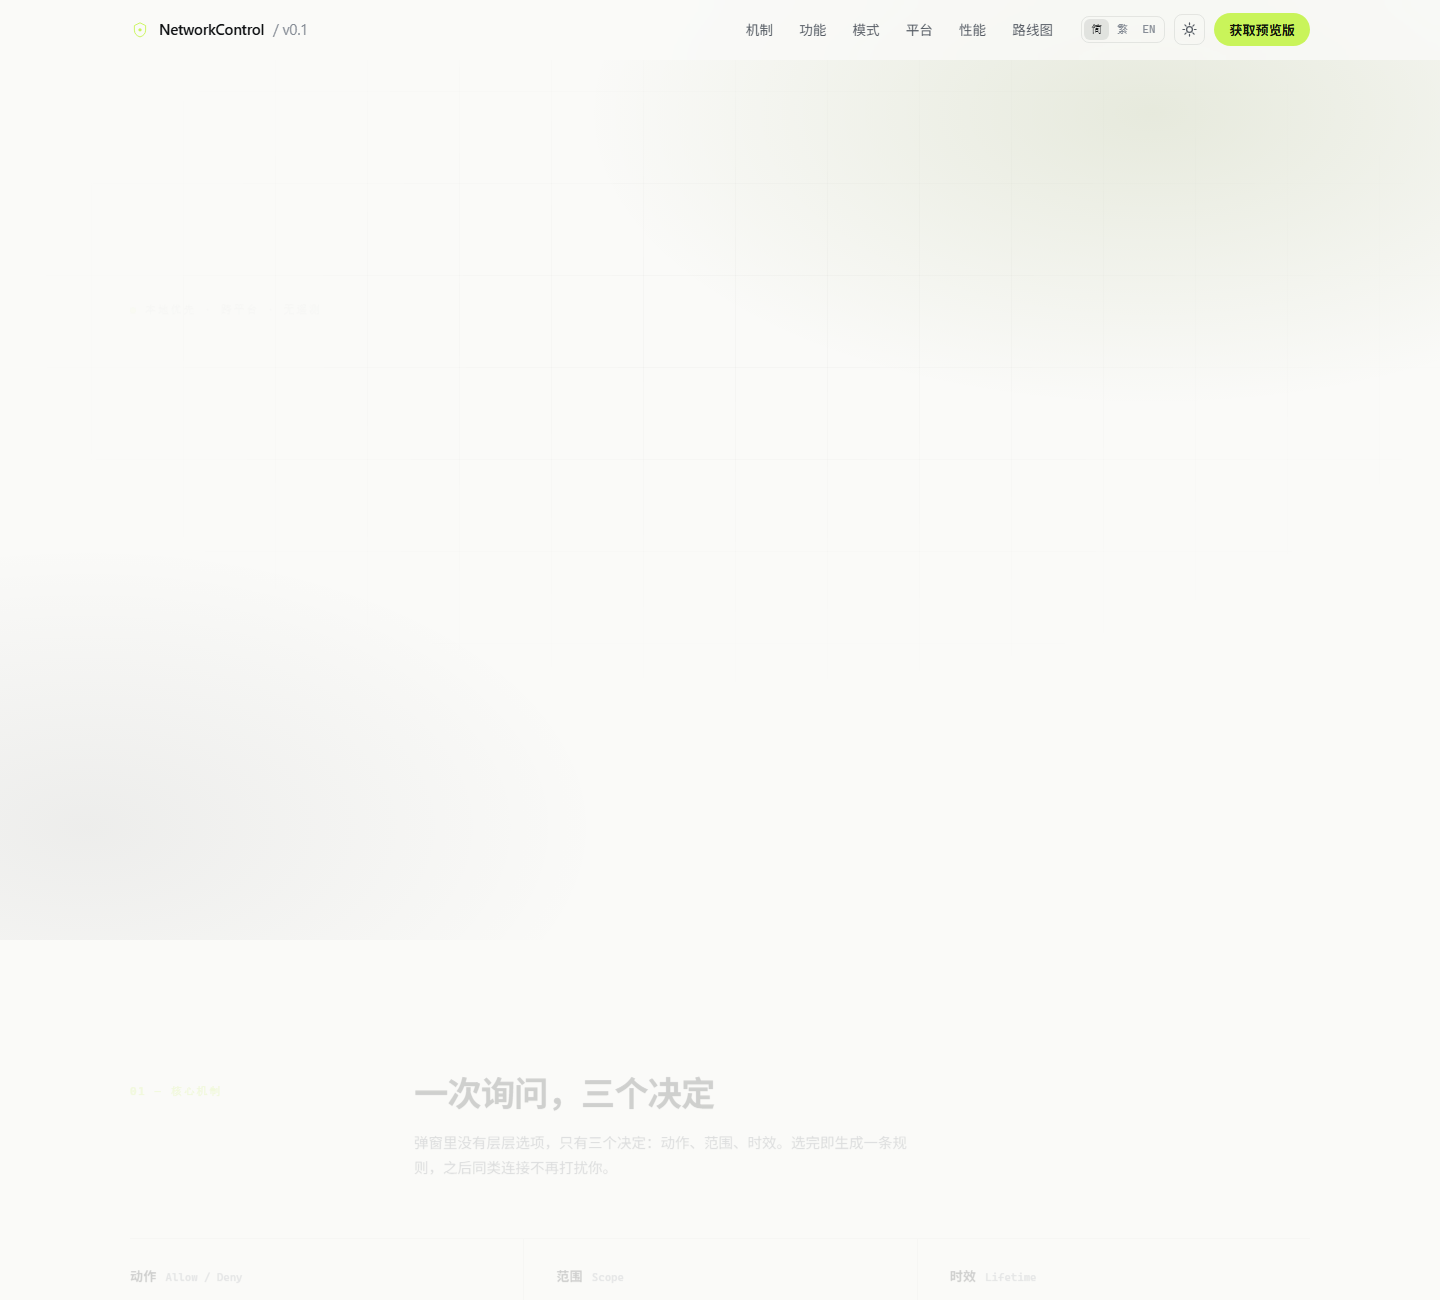 NetworkControl / v0.1
机制 功能 模式 平台 性能 路线图 简 繁 EN 获取预览版
一次询问，三个决定
弹窗里没有层层选项，只有三个决定：动作、范围、时效。选完即生成一条规
则，之后同类连接不再打扰你。
动作 Allow / Deny
范围 Scope
时效 Lifetime